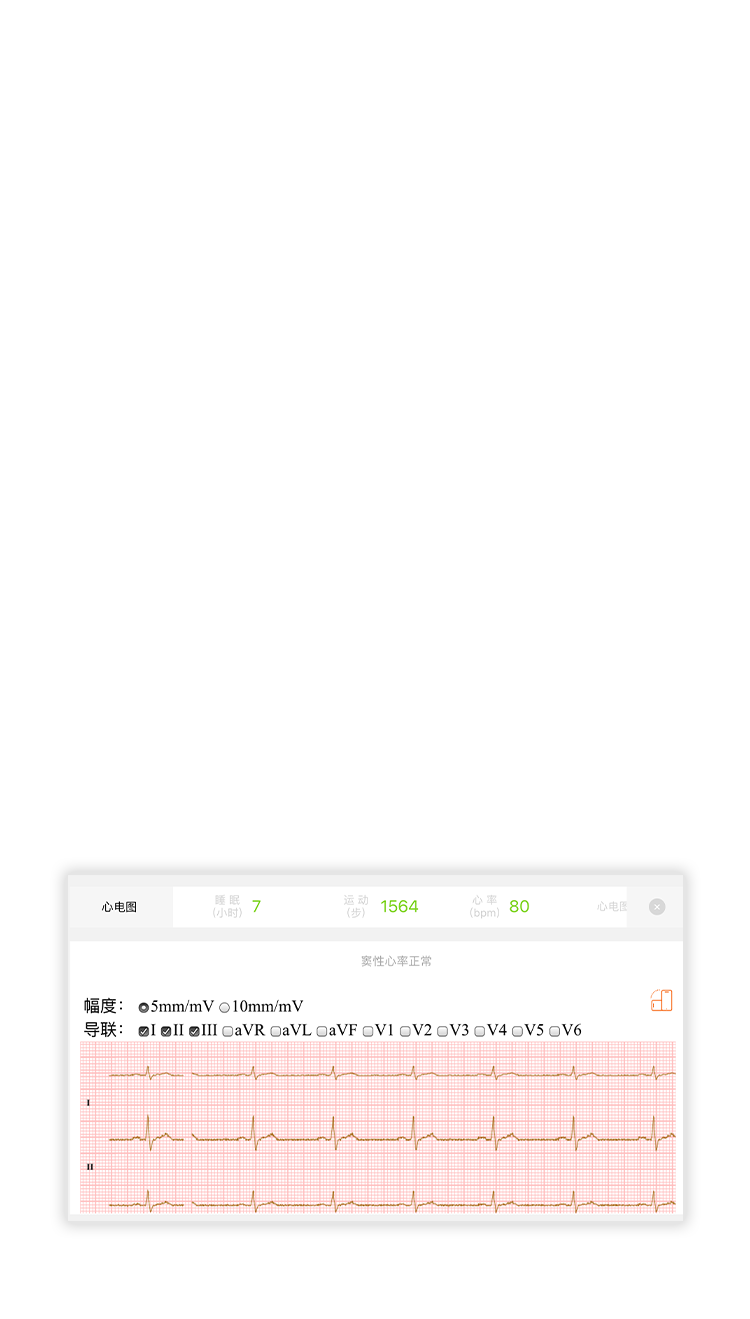 心电图 睡眠 (小时) 7 运动 (步) 1564 心率 (bpm) 80 心电图
窦性心率正常
幅度： 5mm/mV 10mm/mV
导联： I II III aVR aVL aVF V1 V2 V3 V4 V5 V6
I
II